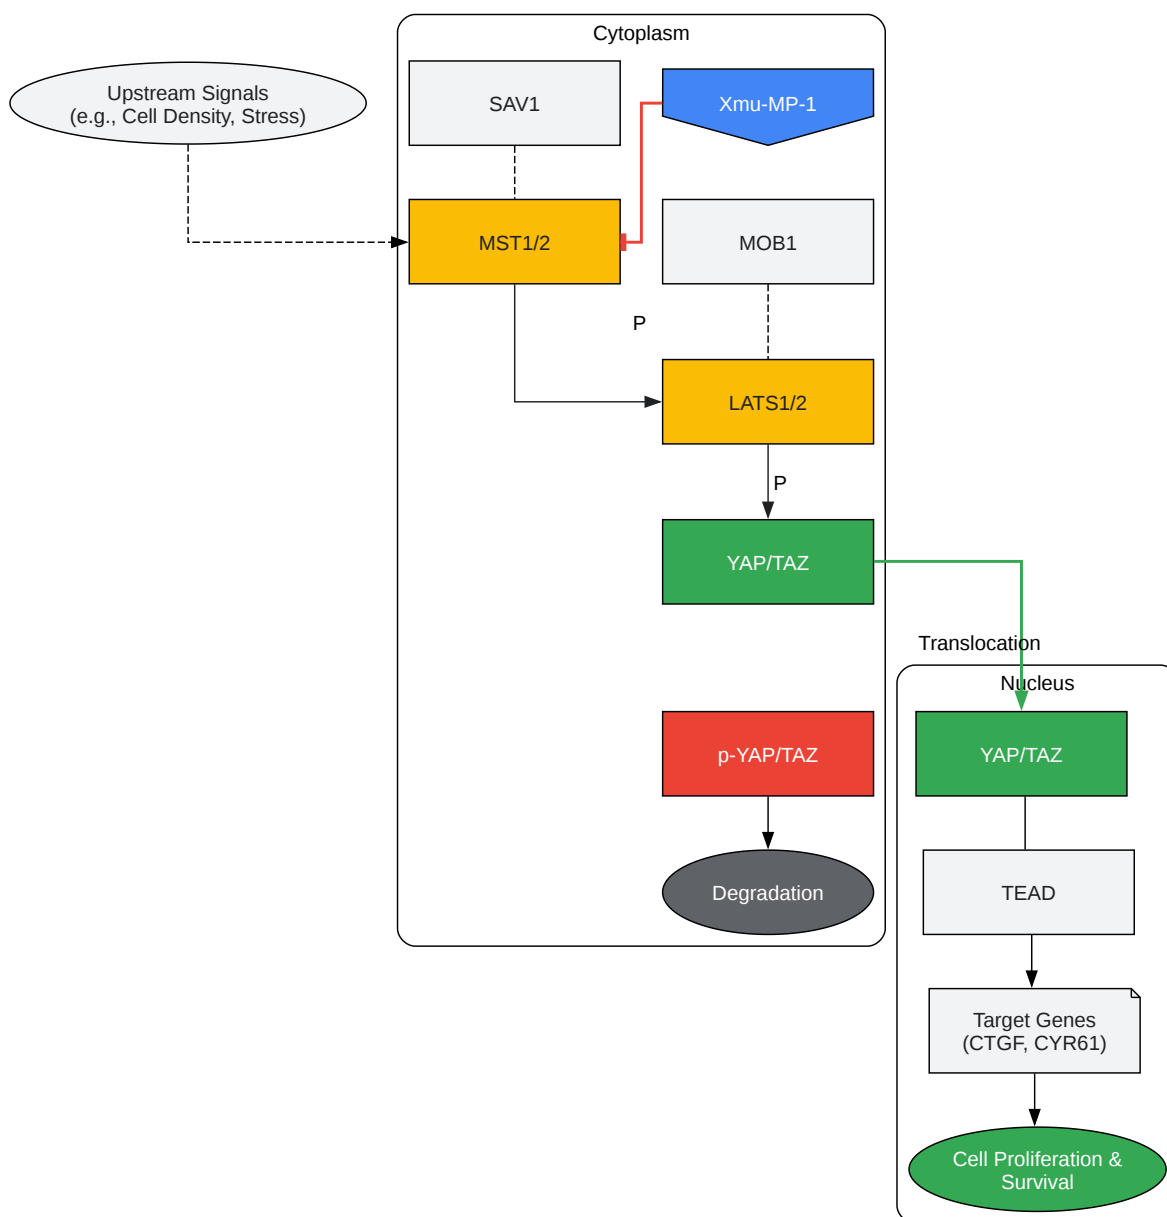 Cytoplasm
Upstream Signals
(e.g., Cell Density, Stress)
SAV1
Xmu-MP-1
MST1/2
MOB1
P
LATS1/2
P
YAP/TAZ
Translocation
Nucleus
p-YAP/TAZ
YAP/TAZ
Degradation
TEAD
Target Genes
(CTGF, CYR61)
Cell Proliferation &
Survival